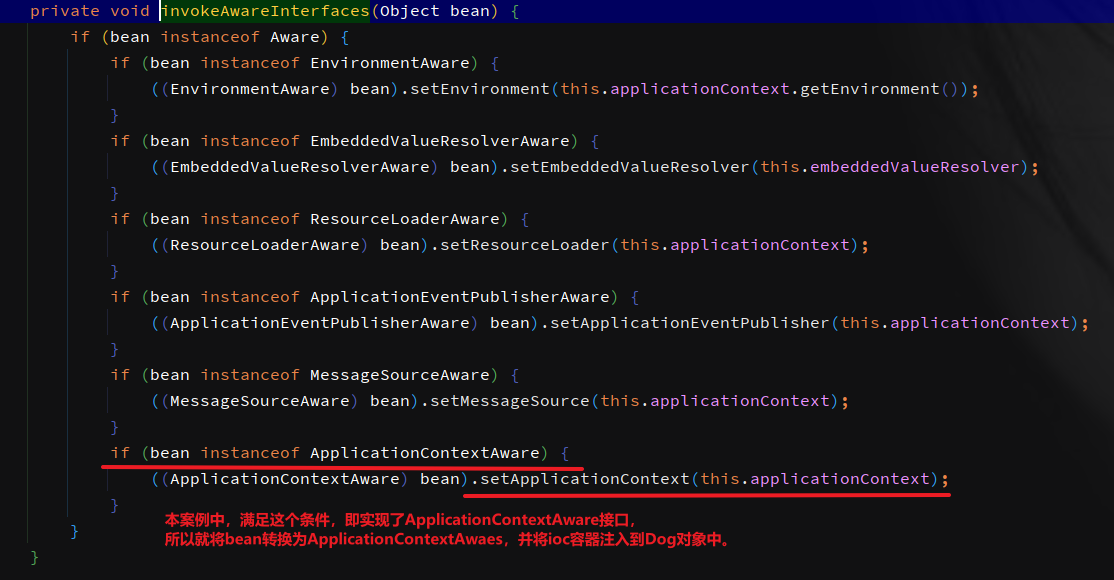 private void invokeAwareInterfaces(Object bean) {
if (bean instanceof Aware) {
if (bean instanceof EnvironmentAware) {
((EnvironmentAware) bean).setEnvironment(this.applicationContext.getEnvironment());
}
if (bean instanceof EmbeddedValueResolverAware) {
((EmbeddedValueResolverAware) bean).setEmbeddedValueResolver(this.embeddedValueResolver);
}
if (bean instanceof ResourceLoaderAware) {
((ResourceLoaderAware) bean).setResourceLoader(this.applicationContext);
}
if (bean instanceof ApplicationEventPublisherAware) {
((ApplicationEventPublisherAware) bean).setApplicationEventPublisher(this.applicationContext);
}
if (bean instanceof MessageSourceAware) {
((MessageSourceAware) bean).setMessageSource(this.applicationContext);
}
if (bean instanceof ApplicationContextAware) {
((ApplicationContextAware) bean).setApplicationContext(this.applicationContext);
}
本案例中，满足这个条件，即实现了ApplicationContextAware接口，
}
所以就将bean转换为ApplicationContextAwaes，并将ioc容器注入到Dog对象中。
}